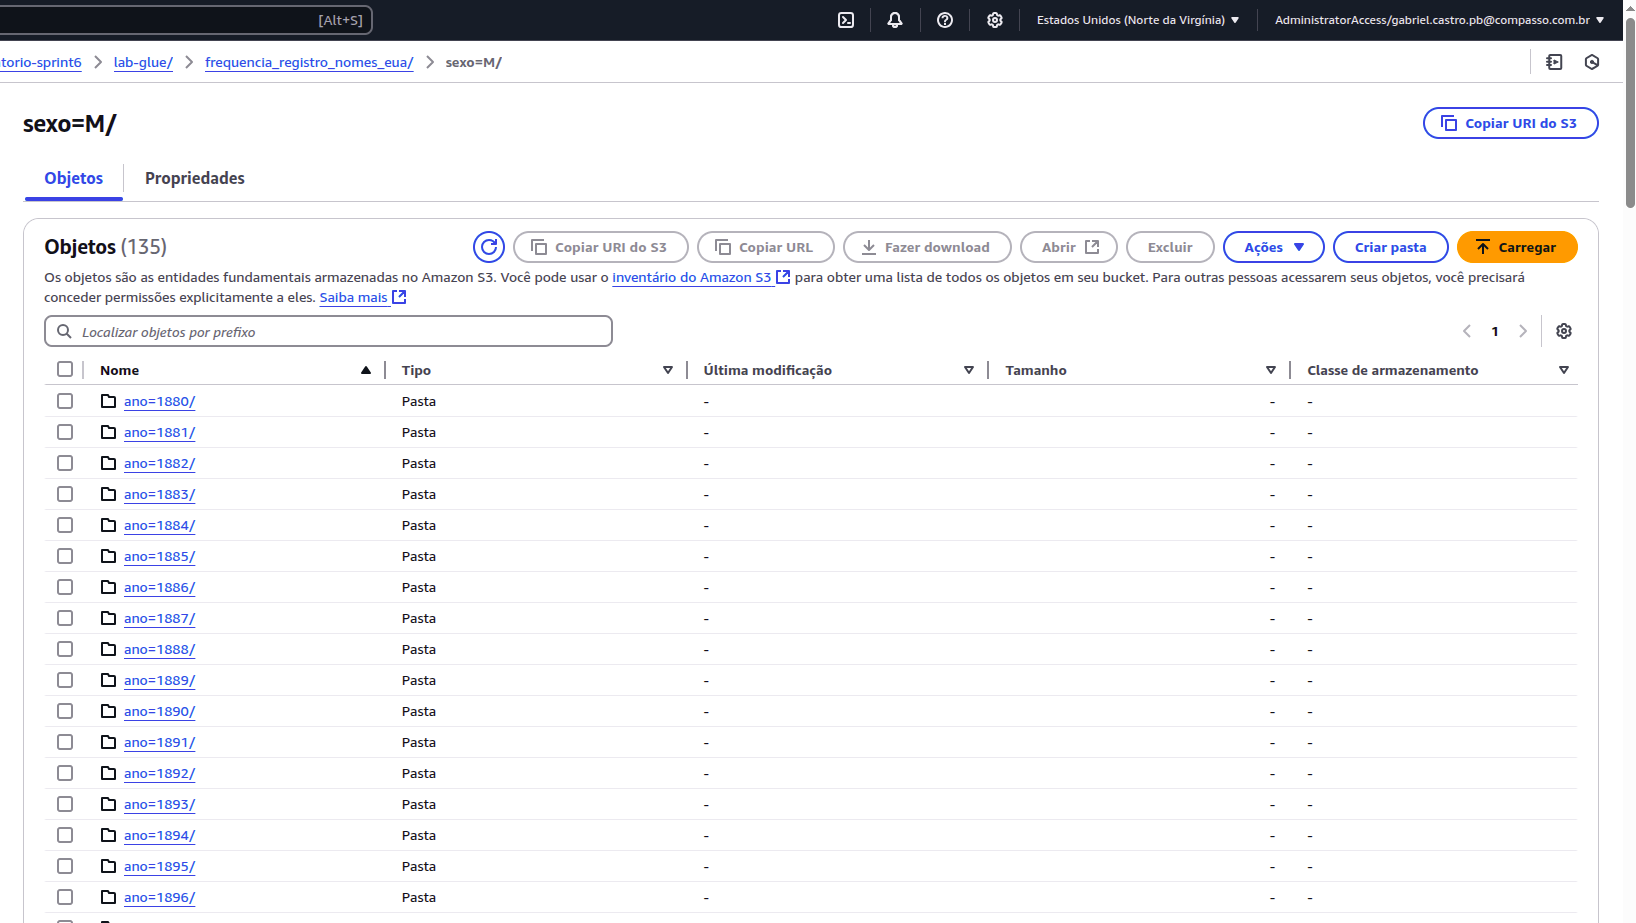 [Alt+S] Estados Unidos (Norte da Virgínia) AdministratorAccess/gabriel.castro.pb@compasso.com.br
torio-sprint6 lab-glue/ frequencia_registro_nomes_eua/ sexo=M/
sexo=M/ Copiar URI do S3
Objetos Propriedades
Objetos (135) Copiar URI do S3 Copiar URL Fazer download Abrir Excluir Ações Criar pasta Carregar
Os objetos são as entidades fundamentais armazenadas no Amazon S3. Você pode usar o inventário do Amazon S3 para obter uma lista de todos os objetos em seu bucket. Para outras pessoas acessarem seus objetos, você precisará
conceder permissões explicitamente a eles. Saiba mais
Localizar objetos por prefixo 1
Nome Tipo Última modificação Tamanho Classe de armazenamento
ano=1880/ Pasta - - -
ano=1881/ Pasta - - -
ano=1882/ Pasta - - -
ano=1883/ Pasta - - -
ano=1884/ Pasta - - -
ano=1885/ Pasta - - -
ano=1886/ Pasta - - -
ano=1887/ Pasta - - -
ano=1888/ Pasta - - -
ano=1889/ Pasta - - -
ano=1890/ Pasta - - -
ano=1891/ Pasta - - -
ano=1892/ Pasta - - -
ano=1893/ Pasta - - -
ano=1894/ Pasta - - -
ano=1895/ Pasta - - -
ano=1896/ Pasta - - -